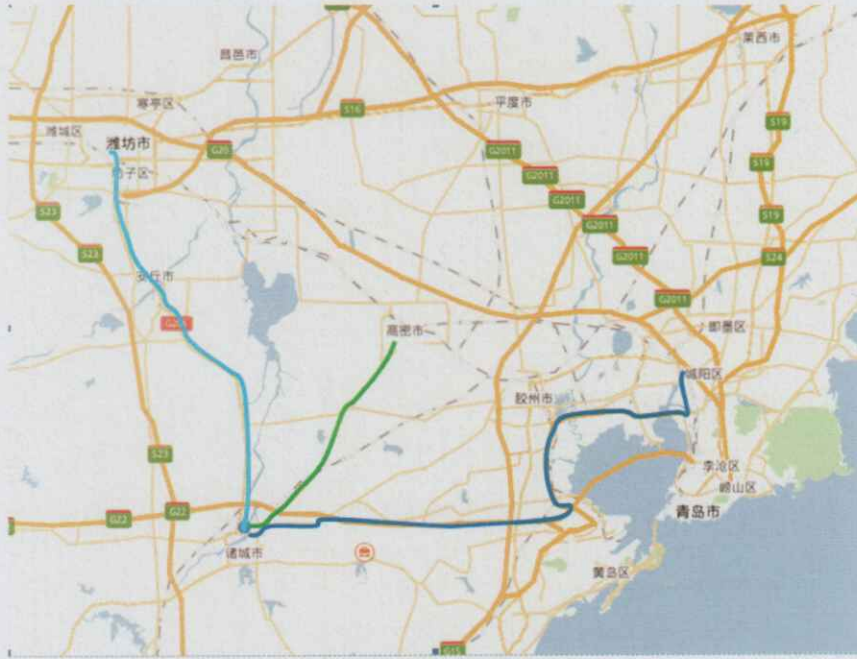 莱西市
昌邑市
寒亭区
平度市
S16
S19
潍城区
潍坊市
G20
G2011
S19
G2011
坊子区
G2011
S23
S19
G2011
S23
G2011
S24
安丘市
G2011
高密市
即墨区
城阳区
胶州市
S23
李沧区
崂山区
G22
G22
青岛市
诸城市
黄岛区
G15